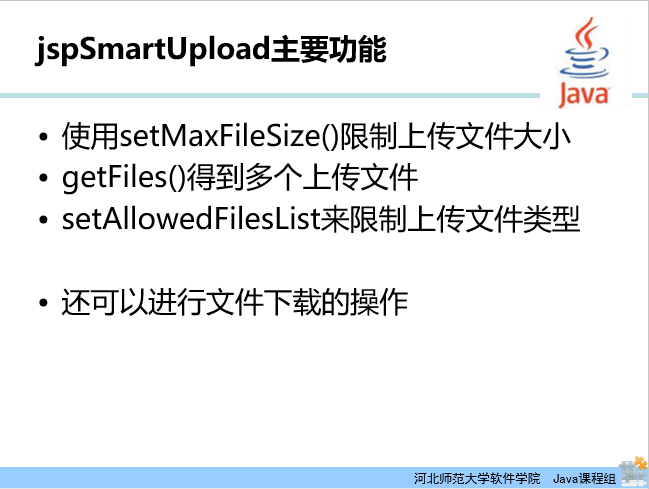 jspSmartUpload主要功能
Java
• 使用setMaxFileSize()限制上传文件大小
• getFiles()得到多个上传文件
• setAllowedFilesList来限制上传文件类型
• 还可以进行文件下载的操作
河北师范大学软件学院 Java课程组